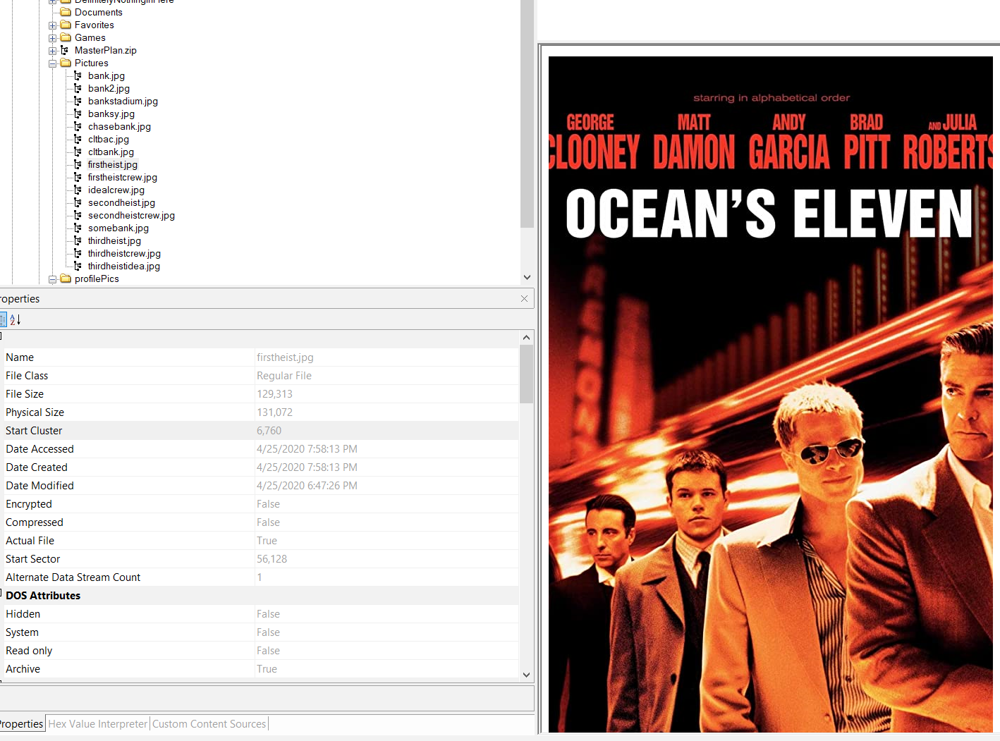 DefinitelyNothingInHere
Documents
Favorites
Games
MasterPlan.zip
Pictures
bank.jpg
bank2.jpg
bankstadium.jpg
banksy.jpg
chasebank.jpg
cltbac.jpg
cltbank.jpg
firstheist.jpg
firstheistcrew.jpg
idealcrew.jpg
secondheist.jpg
secondheistcrew.jpg
somebank.jpg
thirdheist.jpg
thirdheistcrew.jpg
thirdheistidea.jpg
profilePics
roperties
Name firstheist.jpg
File Class Regular File
File Size 129,313
Physical Size 131,072
Start Cluster 6,760
Date Accessed 4/25/2020 7:58:13 PM
Date Created 4/25/2020 7:58:13 PM
Date Modified 4/25/2020 6:47:26 PM
Encrypted False
Compressed False
Actual File True
Start Sector 56,128
Alternate Data Stream Count 1
DOS Attributes
Hidden False
System False
Read only False
Archive True
Properties Hex Value Interpreter Custom Content Sources
starring in alphabetical order
GEORGE CLOONEY
MATT DAMON
ANDY GARCIA
BRAD PITT
AND JULIA ROBERTS
OCEAN'S ELEVEN